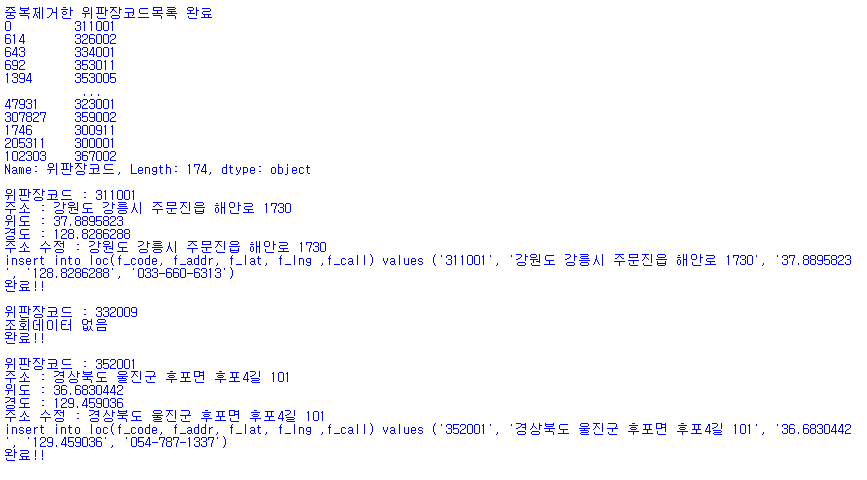 중복제거한 위판장코드목록 완료
0 311001
614 326002
643 334001
692 353011
1394 353005
...
47931 323001
307827 359002
1746 300911
205311 300001
102303 367002
Name: 위판장코드, Length: 174, dtype: object
위판장코드 : 311001
주소 : 강원도 강릉시 주문진읍 해안로 1730
위도 : 37.8895823
경도 : 128.8286288
주소 수정 : 강원도 강릉시 주문진읍 해안로 1730
insert into loc(f_code, f_addr, f_lat, f_lng ,f_call) values ('311001', '강원도 강릉시 주문진읍 해안로 1730', '37.8895823
', '128.8286288', '033-660-6313')
완료!!
위판장코드 : 332009
조회데이터 없음
완료!!
위판장코드 : 352001
주소 : 경상북도 울진군 후포면 후포4길 101
위도 : 36.6830442
경도 : 129.459036
주소 수정 : 경상북도 울진군 후포면 후포4길 101
insert into loc(f_code, f_addr, f_lat, f_lng ,f_call) values ('352001', '경상북도 울진군 후포면 후포4길 101', '36.6830442
', '129.459036', '054-787-1337')
완료!!